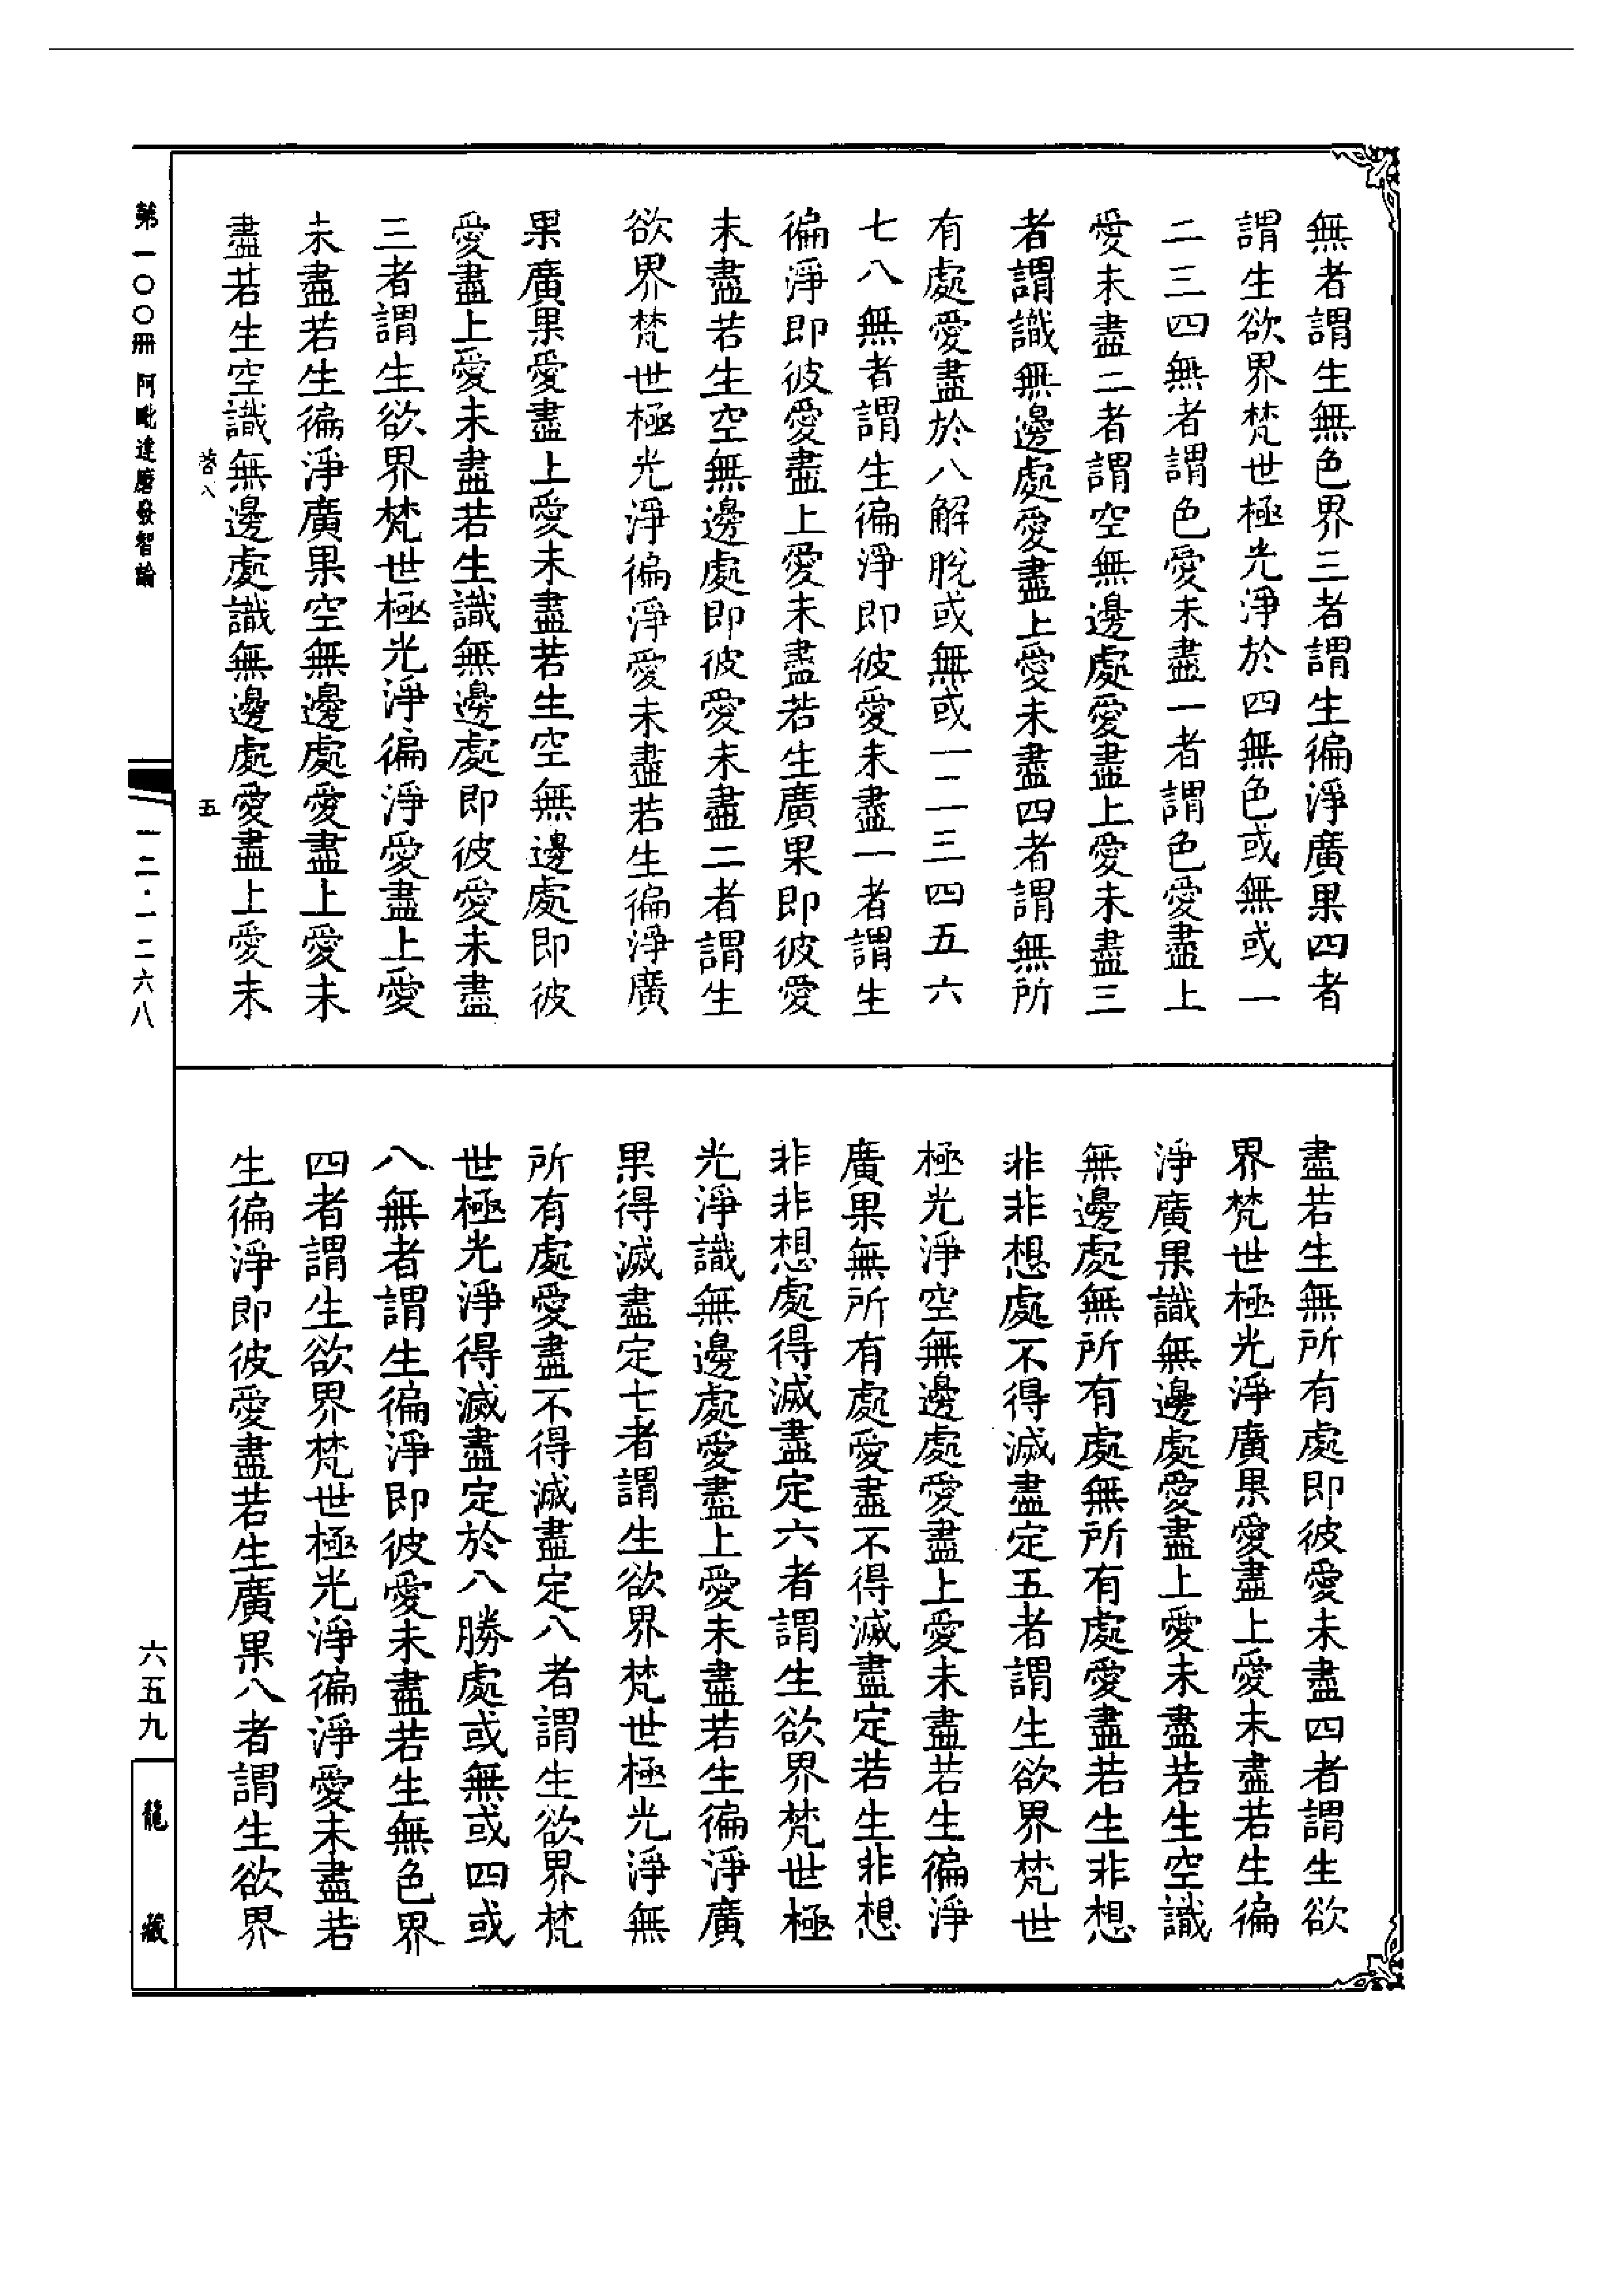 無者謂生無色界三者謂生徧淨廣果四者
謂生欲界梵世極光淨於四無色或無或一
二三四無者謂色愛未盡一者謂色愛盡上
愛未盡二者謂空無邊處愛盡上愛未盡三
者謂識無邊處愛盡上愛未盡四者謂無所
有處愛盡於八解脫或無或一二三四五六
七八無者謂生徧淨即彼愛未盡一者謂生
徧淨即彼愛盡上愛未盡若生廣果即彼愛
未盡若生空無邊處即彼愛未盡二者謂生
欲界梵世極光淨徧淨愛未盡若生徧淨廣
果廣果愛盡上愛未盡若生空無邊處即彼
愛盡上愛未盡若生識無邊處即彼愛未盡
三者謂生欲界梵世極光淨徧淨愛盡上愛
未盡若生徧淨廣果空無邊處愛盡上愛未
盡若生空識無邊處識無邊處愛盡上愛未
盡若生無所有處即彼愛未盡四者謂生欲
界梵世極光淨廣果愛盡上愛未盡若生徧
淨廣果識無邊處愛盡上愛未盡若生空識
無邊處無所有處無所有處愛盡若生非想
非非想處不得滅盡定五者謂生欲界梵世
極光淨空無邊處愛盡上愛未盡若生徧淨
廣果無所有處愛盡不得滅盡定若生非想
非非想處得滅盡定六者謂生欲界梵世極
光淨識無邊處愛盡上愛未盡若生徧淨廣
果得滅盡定七者謂生欲界梵世極光淨無
所有處愛盡不得滅盡定八者謂生欲界梵
世極光淨得滅盡定於八勝處或無或四或
八無者謂生徧淨即彼愛未盡若生無色界
四者謂生欲界梵世極光淨徧淨愛未盡若
生徧淨即彼愛盡若生廣果八者謂生欲界
五
第一〇〇冊 阿毗達磨發智論
一二·一二六八
六五九
龍藏